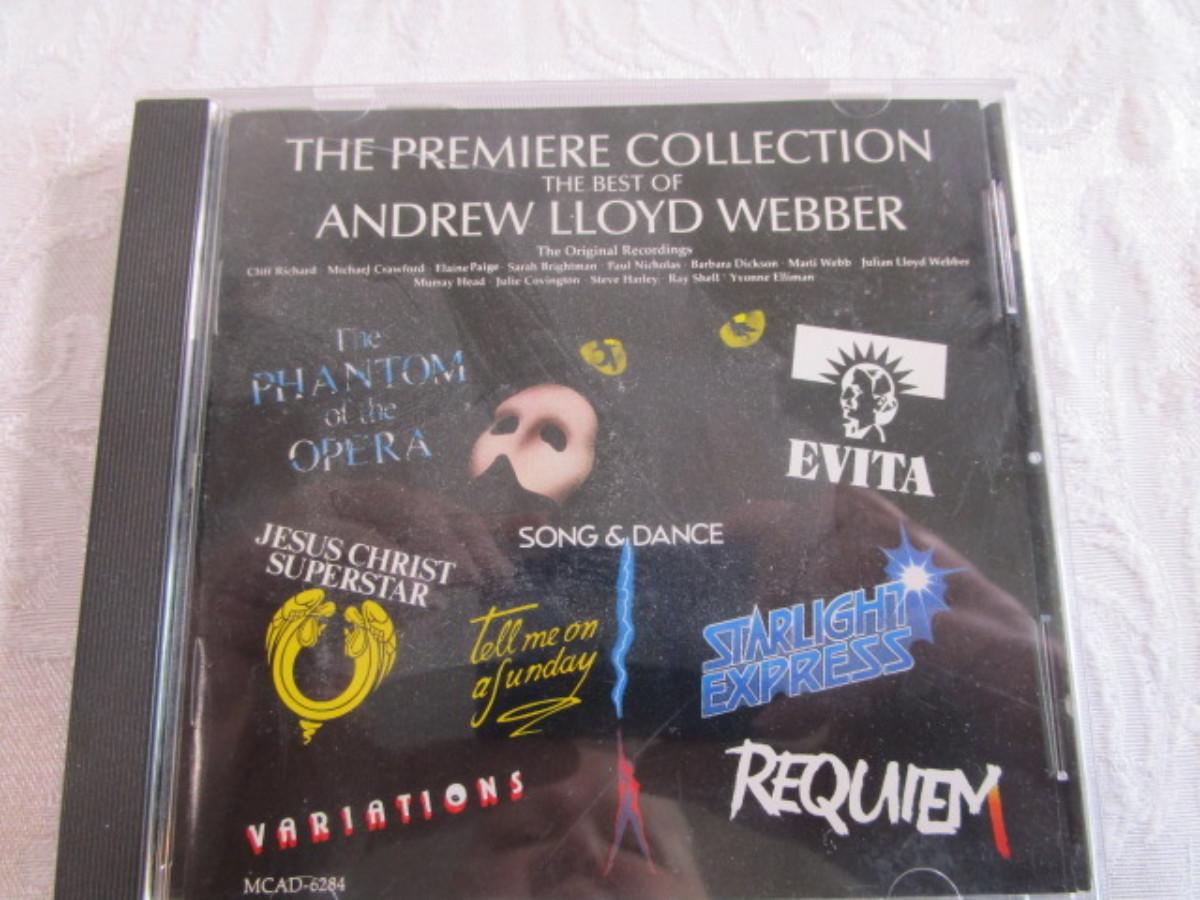 THE PREMIERE COLLECTION
THE BEST OF
ANDREW LLOYD WEBBER
The Original Recordings
Cliff Richard · Michael Crawford · Elaine Paige · Sarah Brightman · Paul Nicholas · Barbara Dickson · Marti Webb · Julian Lloyd Webber
Murray Head · Julie Covington · Steve Harley · Ray Shell · Yvonne Elliman
The
PHANTOM
of the
OPERA
EVITA
SONG & DANCE
JESUS CHRIST
SUPERSTAR
Tell me on
a Sunday
STARLIGHT
EXPRESS
VARIATIONS
REQUIEM
MCAD-6284